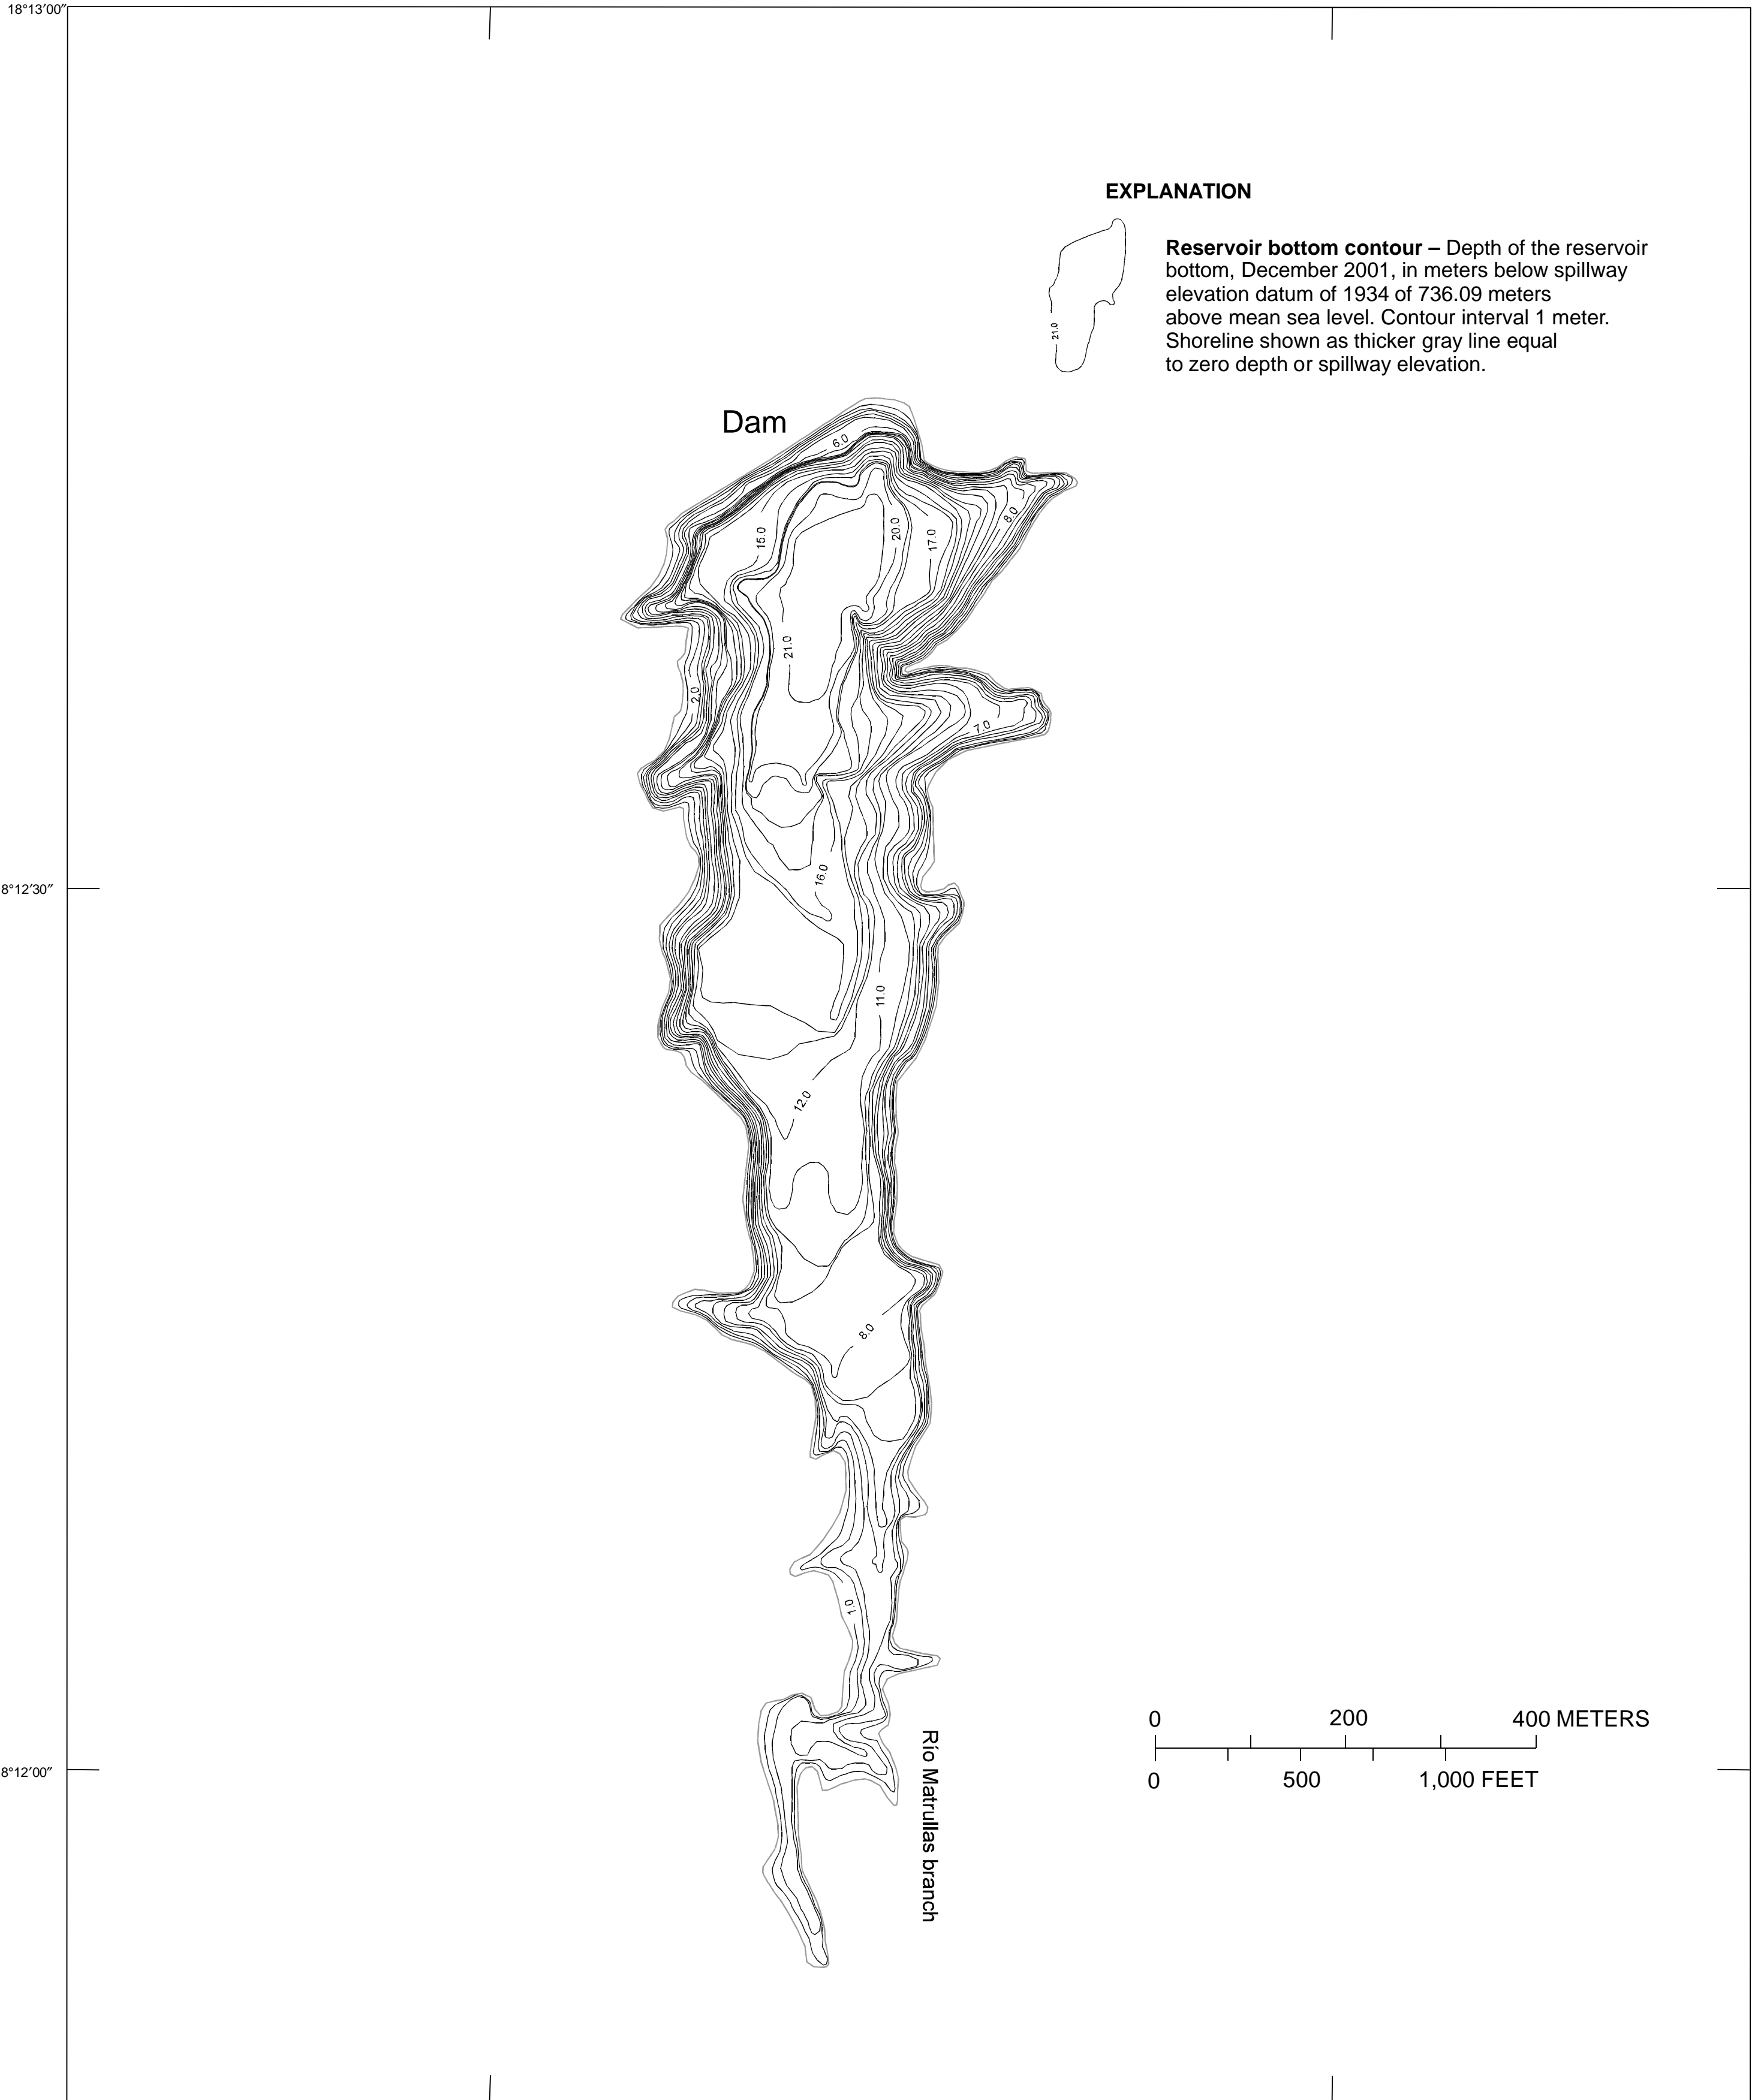 18°13′00″
EXPLANATION
Reservoir bottom contour – Depth of the reservoir
bottom, December 2001, in meters below spillway
elevation datum of 1934 of 736.09 meters
above mean sea level. Contour interval 1 meter.
Shoreline shown as thicker gray line equal
to zero depth or spillway elevation.
21.0
Dam
6.0
8.0
15.0
20.0
17.0
21.0
2.0
7.0
16.0
8°12′30″
11.0
12.0
8.0
1.0
Río Matrullas branch
0 200 400 METERS
0 500 1,000 FEET
8°12′00″